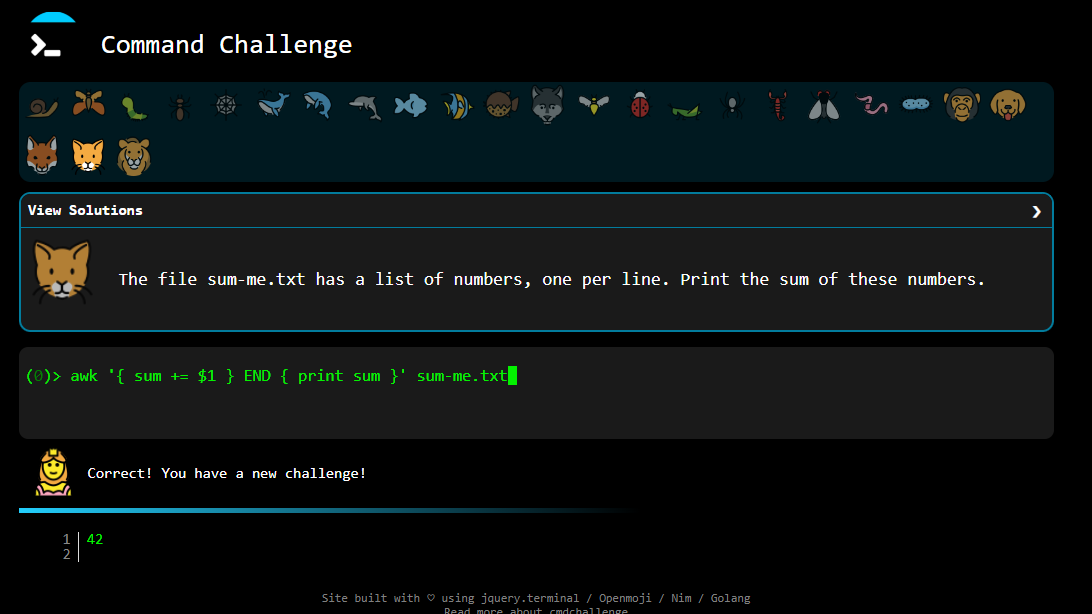 Command Challenge
View Solutions
The file sum-me.txt has a list of numbers, one per line. Print the sum of these numbers.
(0)> awk '{ sum += $1 } END { print sum }' sum-me.txt
Correct! You have a new challenge!
1 42
2
Site built with ♡ using jquery.terminal / Openmoji / Nim / Golang
Read more about cmdchallenge